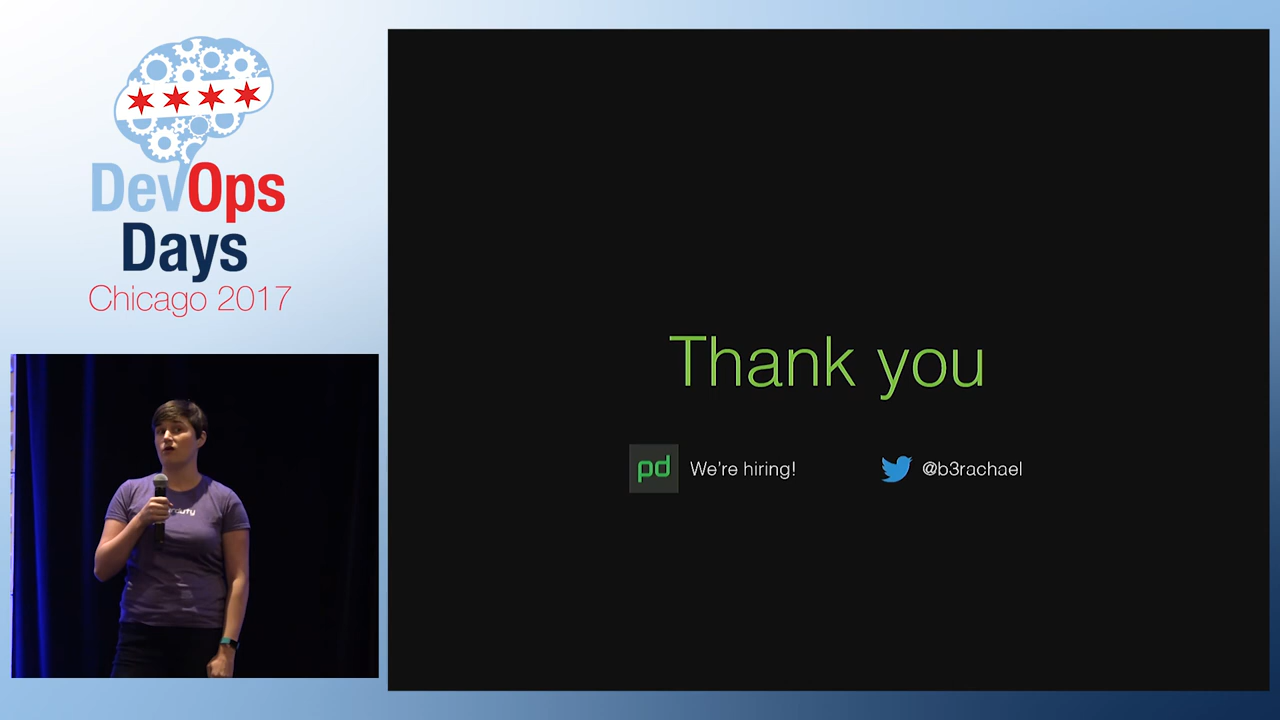 DevOps
Days
Chicago 2017
Thank you
pd We're hiring!
@b3rachael